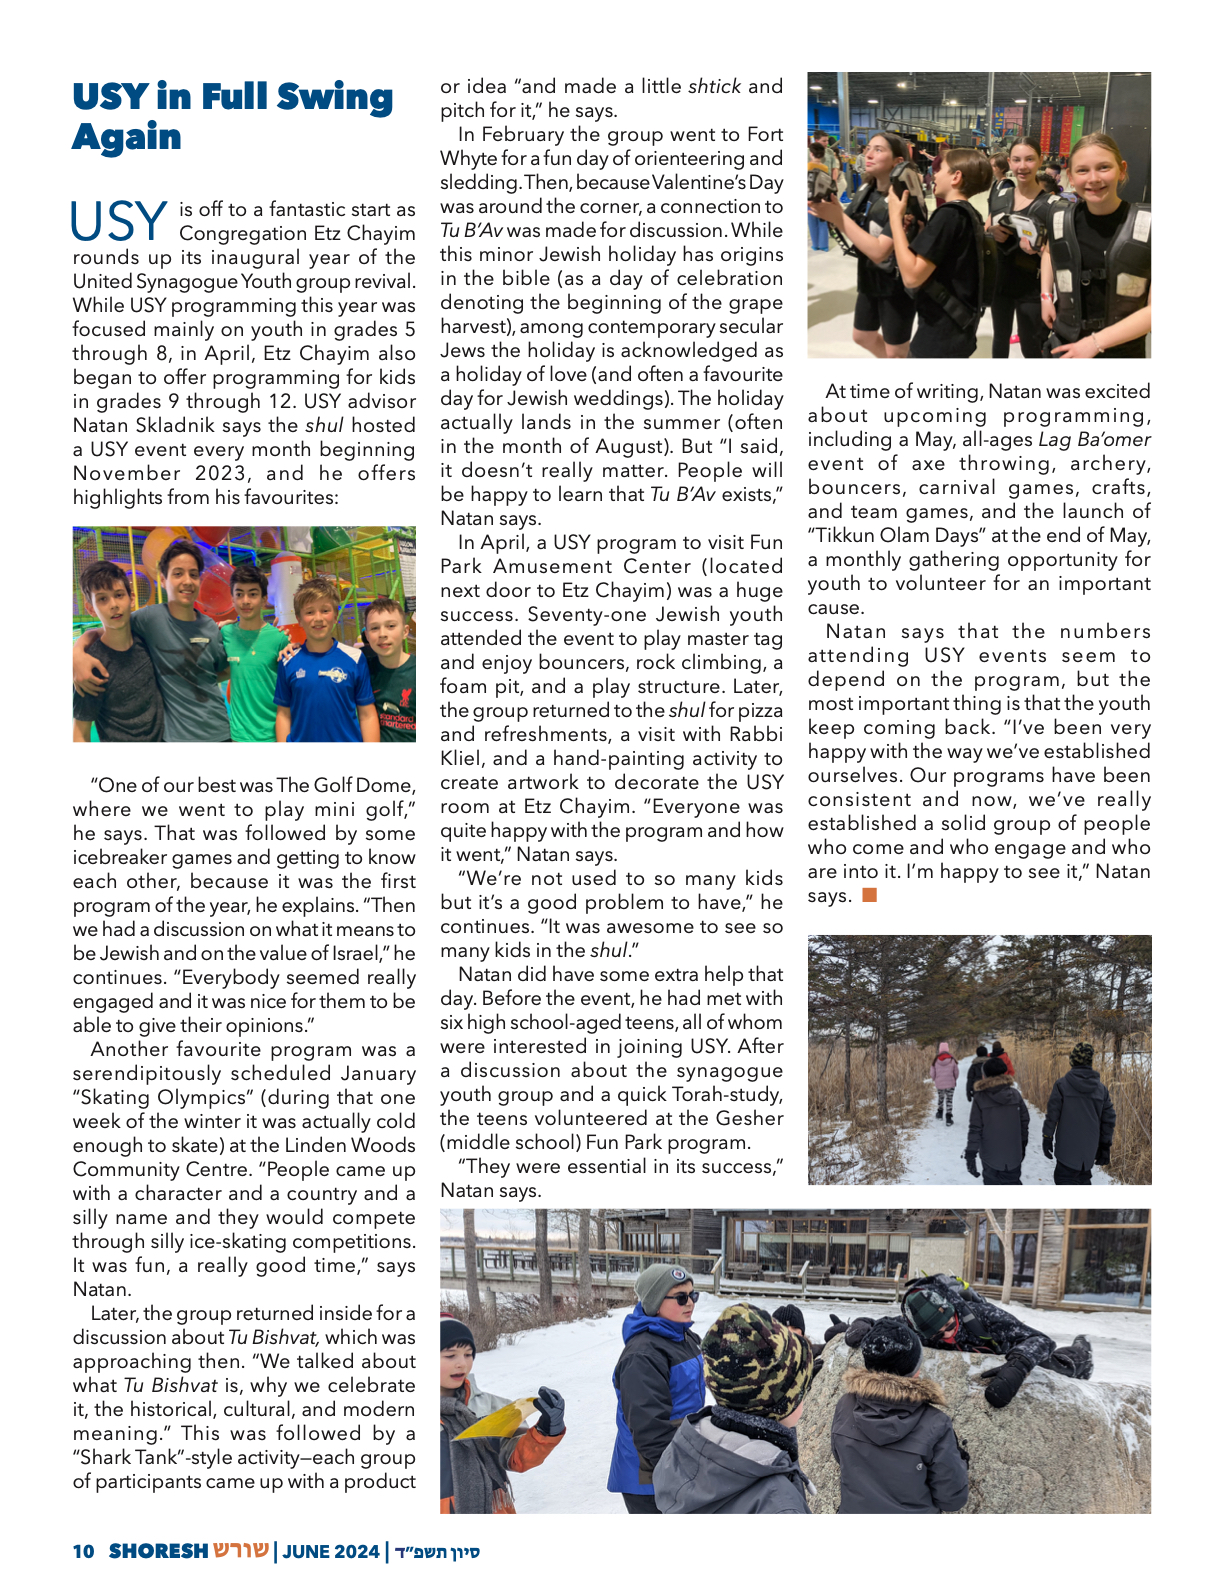 USY in Full Swing
Again
USY is off to a fantastic start as
Congregation Etz Chayim
rounds up its inaugural year of the
United Synagogue Youth group revival.
While USY programming this year was
focused mainly on youth in grades 5
through 8, in April, Etz Chayim also
began to offer programming for kids
in grades 9 through 12. USY advisor
Natan Skladnik says the shul hosted
a USY event every month beginning
November 2023, and he offers
highlights from his favourites:
standard
chartered
“One of our best was The Golf Dome,
where we went to play mini golf,”
he says. That was followed by some
icebreaker games and getting to know
each other, because it was the first
program of the year, he explains. “Then
we had a discussion on what it means to
be Jewish and on the value of Israel,” he
continues. “Everybody seemed really
engaged and it was nice for them to be
able to give their opinions.”
Another favourite program was a
serendipitously scheduled January
“Skating Olympics” (during that one
week of the winter it was actually cold
enough to skate) at the Linden Woods
Community Centre. “People came up
with a character and a country and a
silly name and they would compete
through silly ice-skating competitions.
It was fun, a really good time,” says
Natan.
Later, the group returned inside for a
discussion about Tu Bishvat, which was
approaching then. “We talked about
what Tu Bishvat is, why we celebrate
it, the historical, cultural, and modern
meaning.” This was followed by a
“Shark Tank”-style activity—each group
of participants came up with a product
or idea “and made a little shtick and
pitch for it,” he says.
In February the group went to Fort
Whyte for a fun day of orienteering and
sledding. Then, because Valentine’s Day
was around the corner, a connection to
Tu B’Av was made for discussion. While
this minor Jewish holiday has origins
in the bible (as a day of celebration
denoting the beginning of the grape
harvest), among contemporary secular
Jews the holiday is acknowledged as
a holiday of love (and often a favourite
day for Jewish weddings). The holiday
actually lands in the summer (often
in the month of August). But “I said,
it doesn’t really matter. People will
be happy to learn that Tu B’Av exists,”
Natan says.
In April, a USY program to visit Fun
Park Amusement Center (located
next door to Etz Chayim) was a huge
success. Seventy-one Jewish youth
attended the event to play master tag
and enjoy bouncers, rock climbing, a
foam pit, and a play structure. Later,
the group returned to the shul for pizza
and refreshments, a visit with Rabbi
Kliel, and a hand-painting activity to
create artwork to decorate the USY
room at Etz Chayim. “Everyone was
quite happy with the program and how
it went,” Natan says.
“We’re not used to so many kids
but it’s a good problem to have,” he
continues. “It was awesome to see so
many kids in the shul.”
Natan did have some extra help that
day. Before the event, he had met with
six high school-aged teens, all of whom
were interested in joining USY. After
a discussion about the synagogue
youth group and a quick Torah-study,
the teens volunteered at the Gesher
(middle school) Fun Park program.
“They were essential in its success,”
Natan says.
At time of writing, Natan was excited
about upcoming programming,
including a May, all-ages Lag Ba’omer
event of axe throwing, archery,
bouncers, carnival games, crafts,
and team games, and the launch of
“Tikkun Olam Days” at the end of May,
a monthly gathering opportunity for
youth to volunteer for an important
cause.
Natan says that the numbers
attending USY events seem to
depend on the program, but the
most important thing is that the youth
keep coming back. “I’ve been very
happy with the way we’ve established
ourselves. Our programs have been
consistent and now, we’ve really
established a solid group of people
who come and who engage and who
are into it. I’m happy to see it,” Natan
says.
10 SHORESH שורש | JUNE 2024 | סיון תשפ״ד